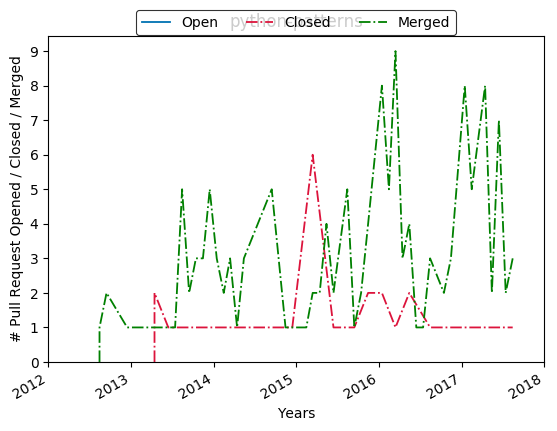 python-patterns
Open Closed Merged
# Pull Request Opened / Closed / Merged
9
8
7
6
5
4
3
2
1
0
2012 2013 2014 2015 2016 2017 2018
Years